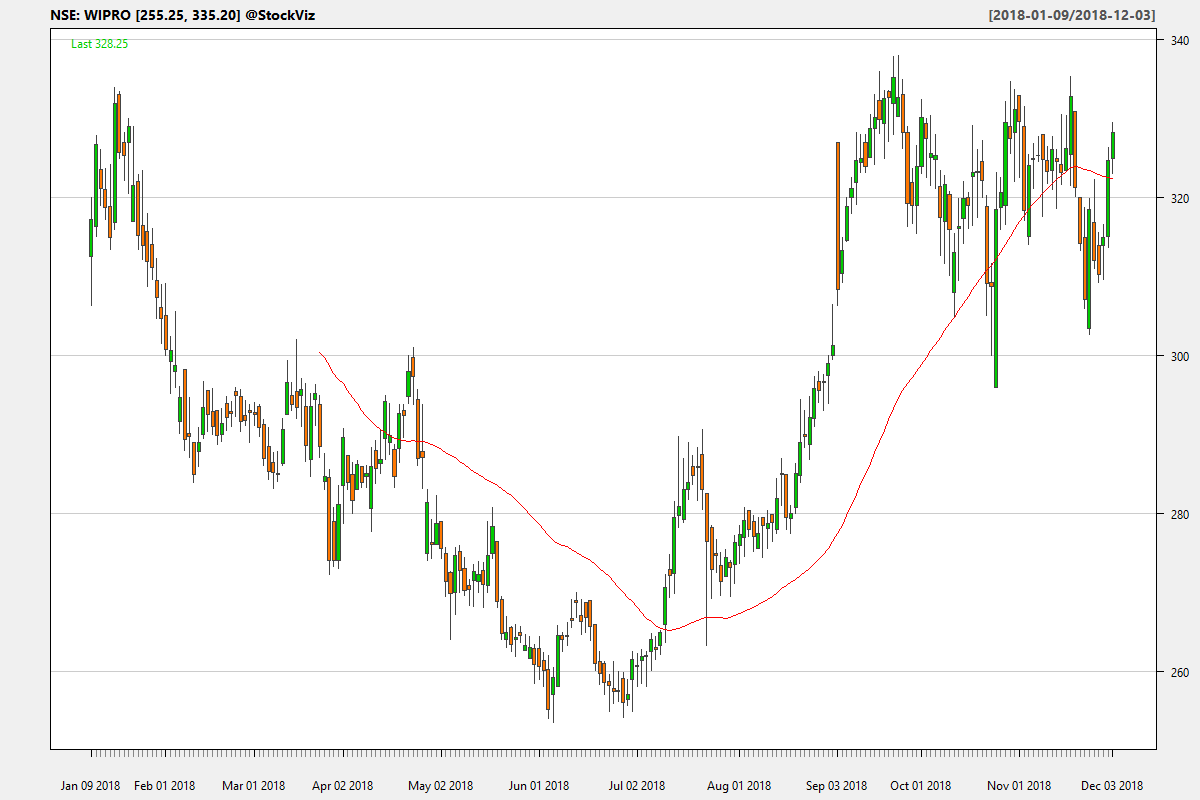 NSE: WIPRO [255.25, 335.20] @StockViz [2018-01-09/2018-12-03]
Last 328.25
340
320
300
280
260
Jan 09 2018 Feb 01 2018 Mar 01 2018 Apr 02 2018 May 02 2018 Jun 01 2018 Jul 02 2018 Aug 01 2018 Sep 03 2018 Oct 01 2018 Nov 01 2018 Dec 03 2018